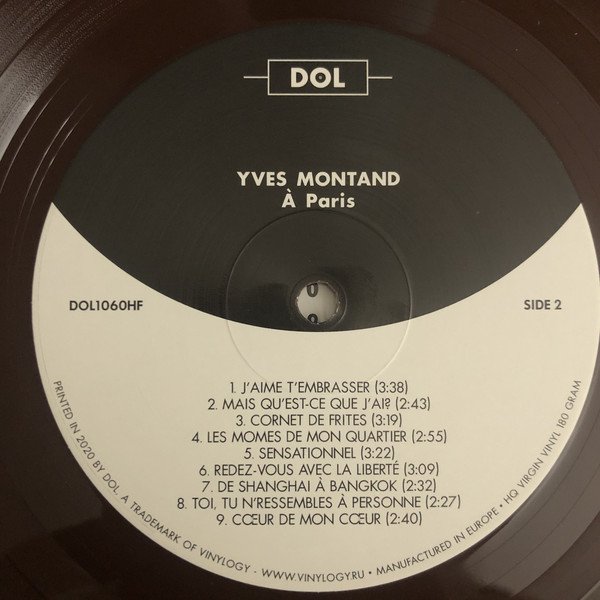 DOL
YVES MONTAND
À Paris
DOL1060HF
SIDE 2
1. J'AIME T'EMBRASSER (3:38)
2. MAIS QU'EST-CE QUE J'AI? (2:43)
3. CORNET DE FRITES (3:19)
4. LES MOMES DE MON QUARTIER (2:55)
5. SENSATIONNEL (3:22)
6. REDEZ-VOUS AVEC LA LIBERTÉ (3:09)
7. DE SHANGHAI À BANGKOK (2:32)
8. TOI, TU N'RESSEMBLES À PERSONNE (2:27)
9. CŒUR DE MON CŒUR (2:40)
PRINTED IN 2020 BY DOL, A TRADEMARK OF VINYLOGY - WWW.VINYLOGY.RU • MANUFACTURED IN EUROPE • HQ VIRGIN VINYL 180 GRAM